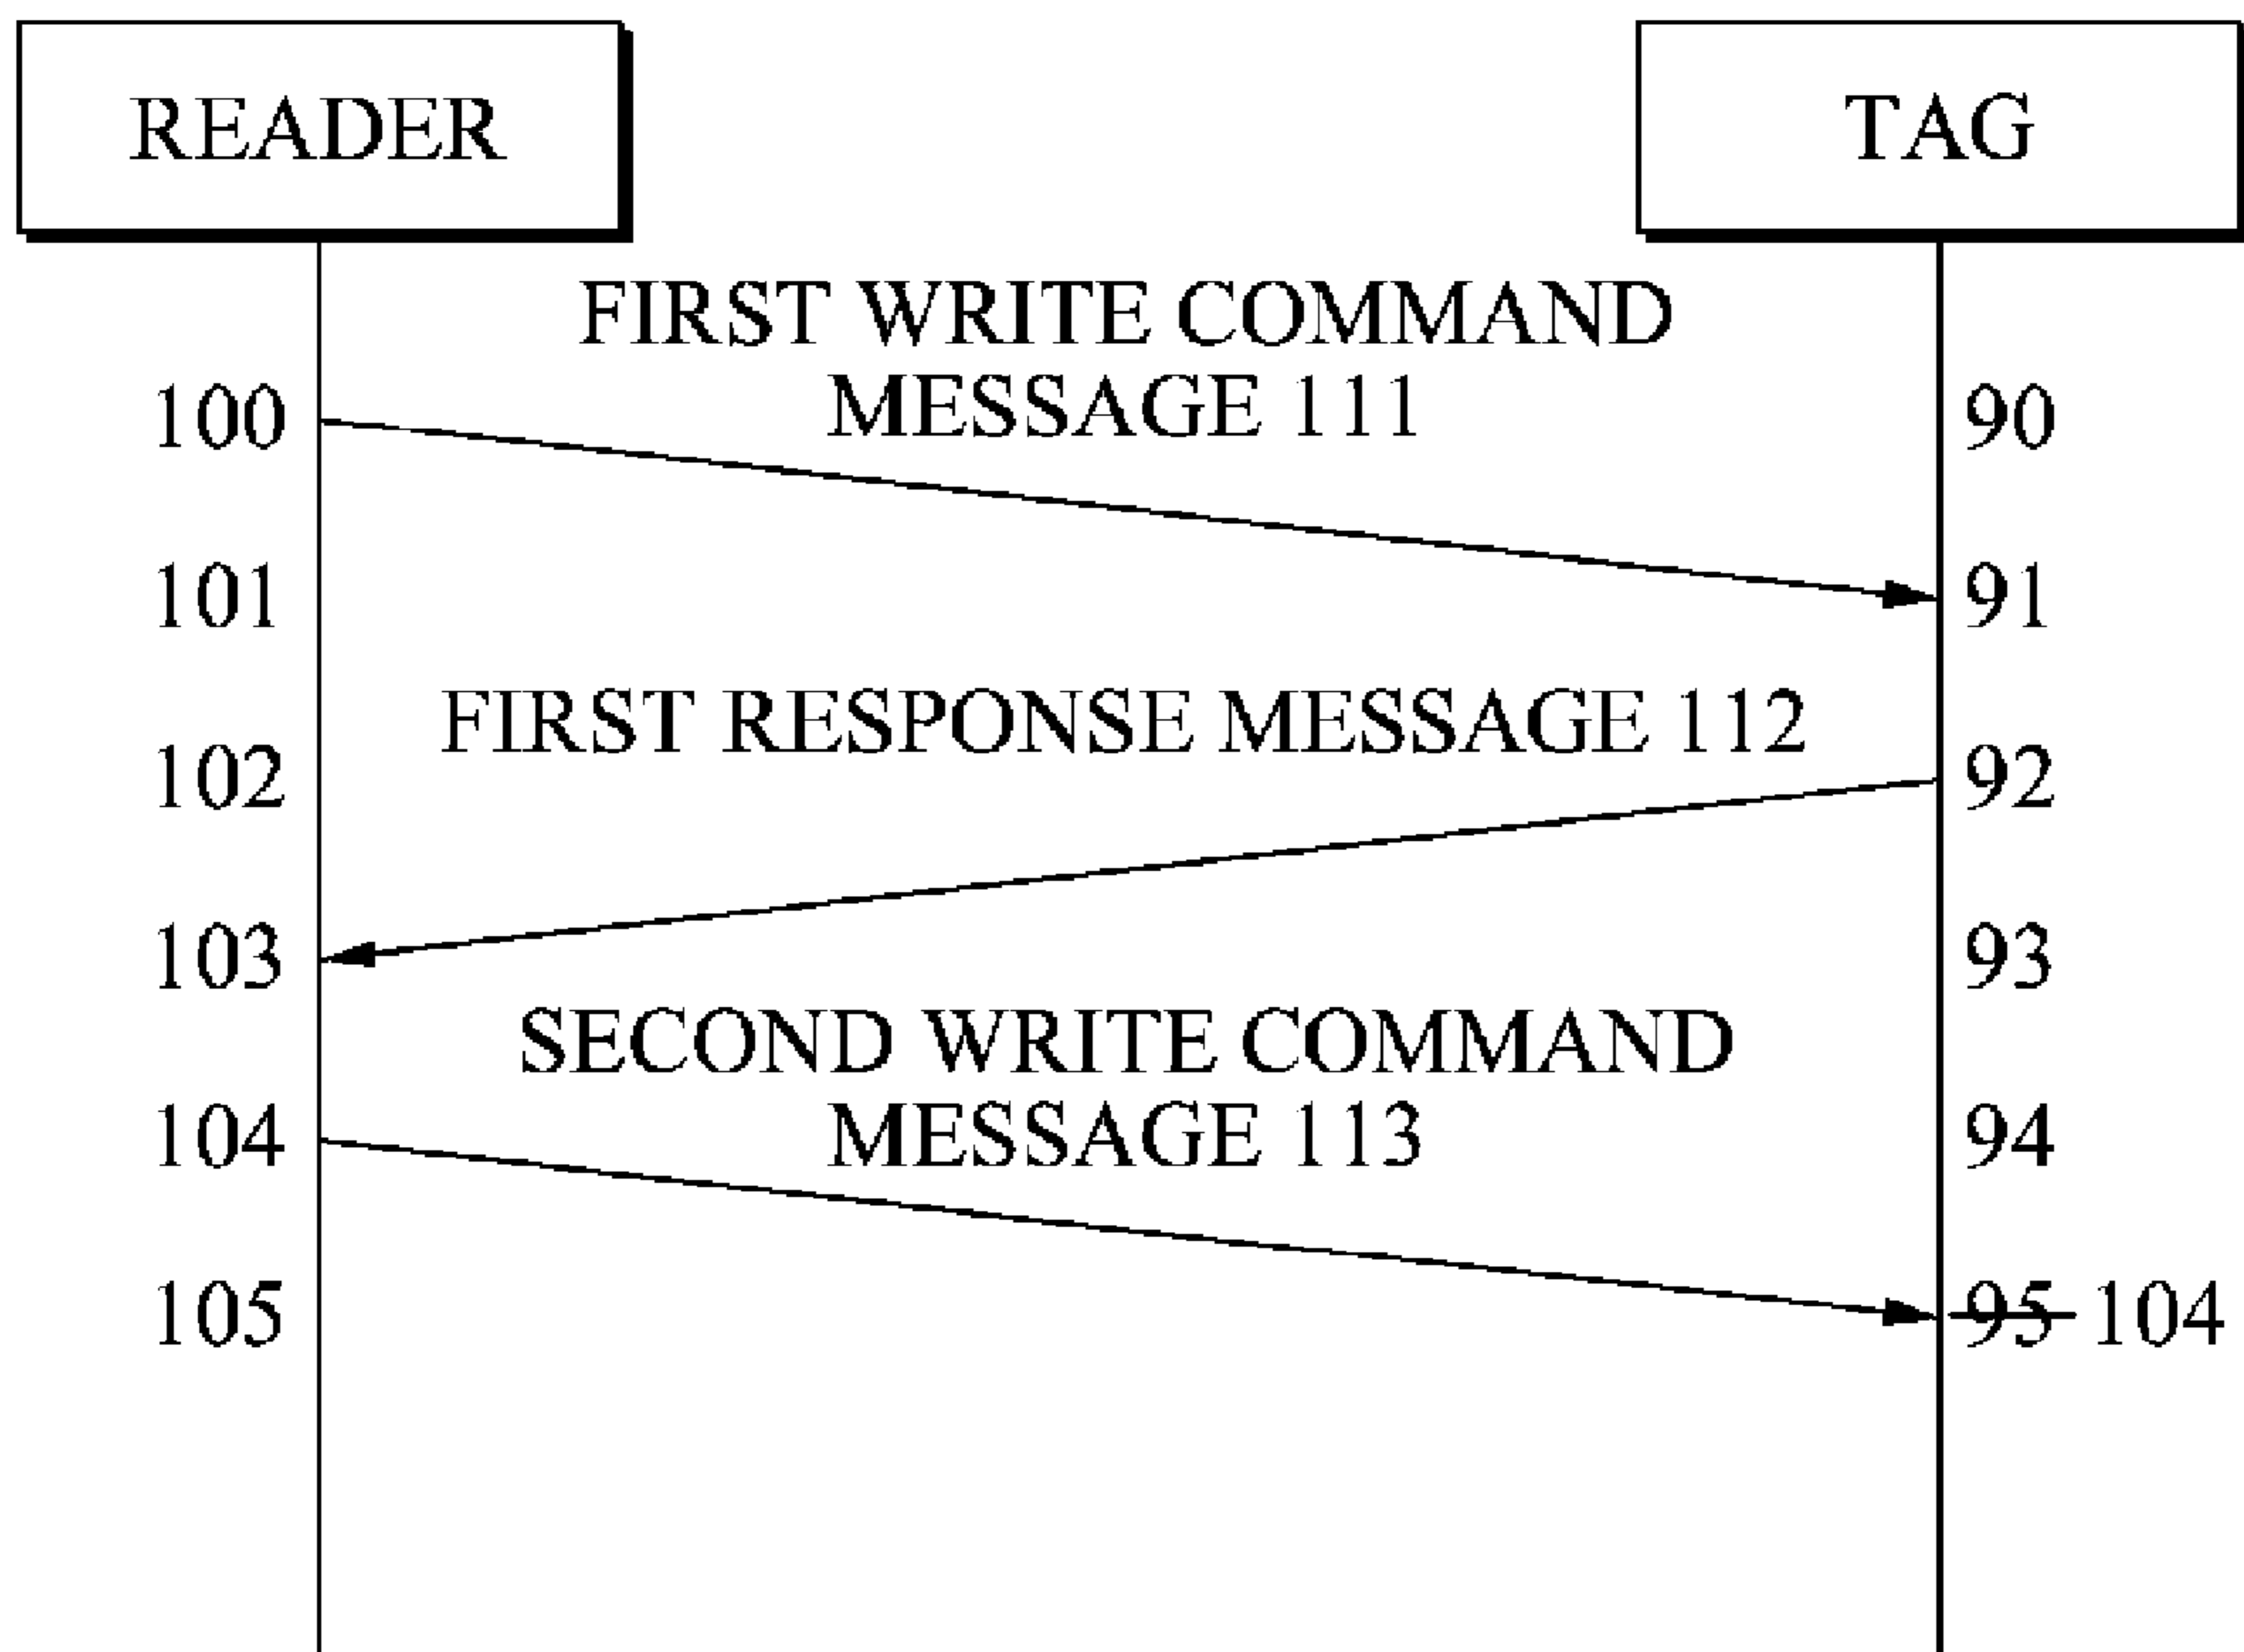 READER
TAG
FIRST WRITE COMMAND
MESSAGE 111
100
90
101
91
FIRST RESPONSE MESSAGE 112
102
92
103
93
SECOND WRITE COMMAND
MESSAGE 113
104
94
105
95 104